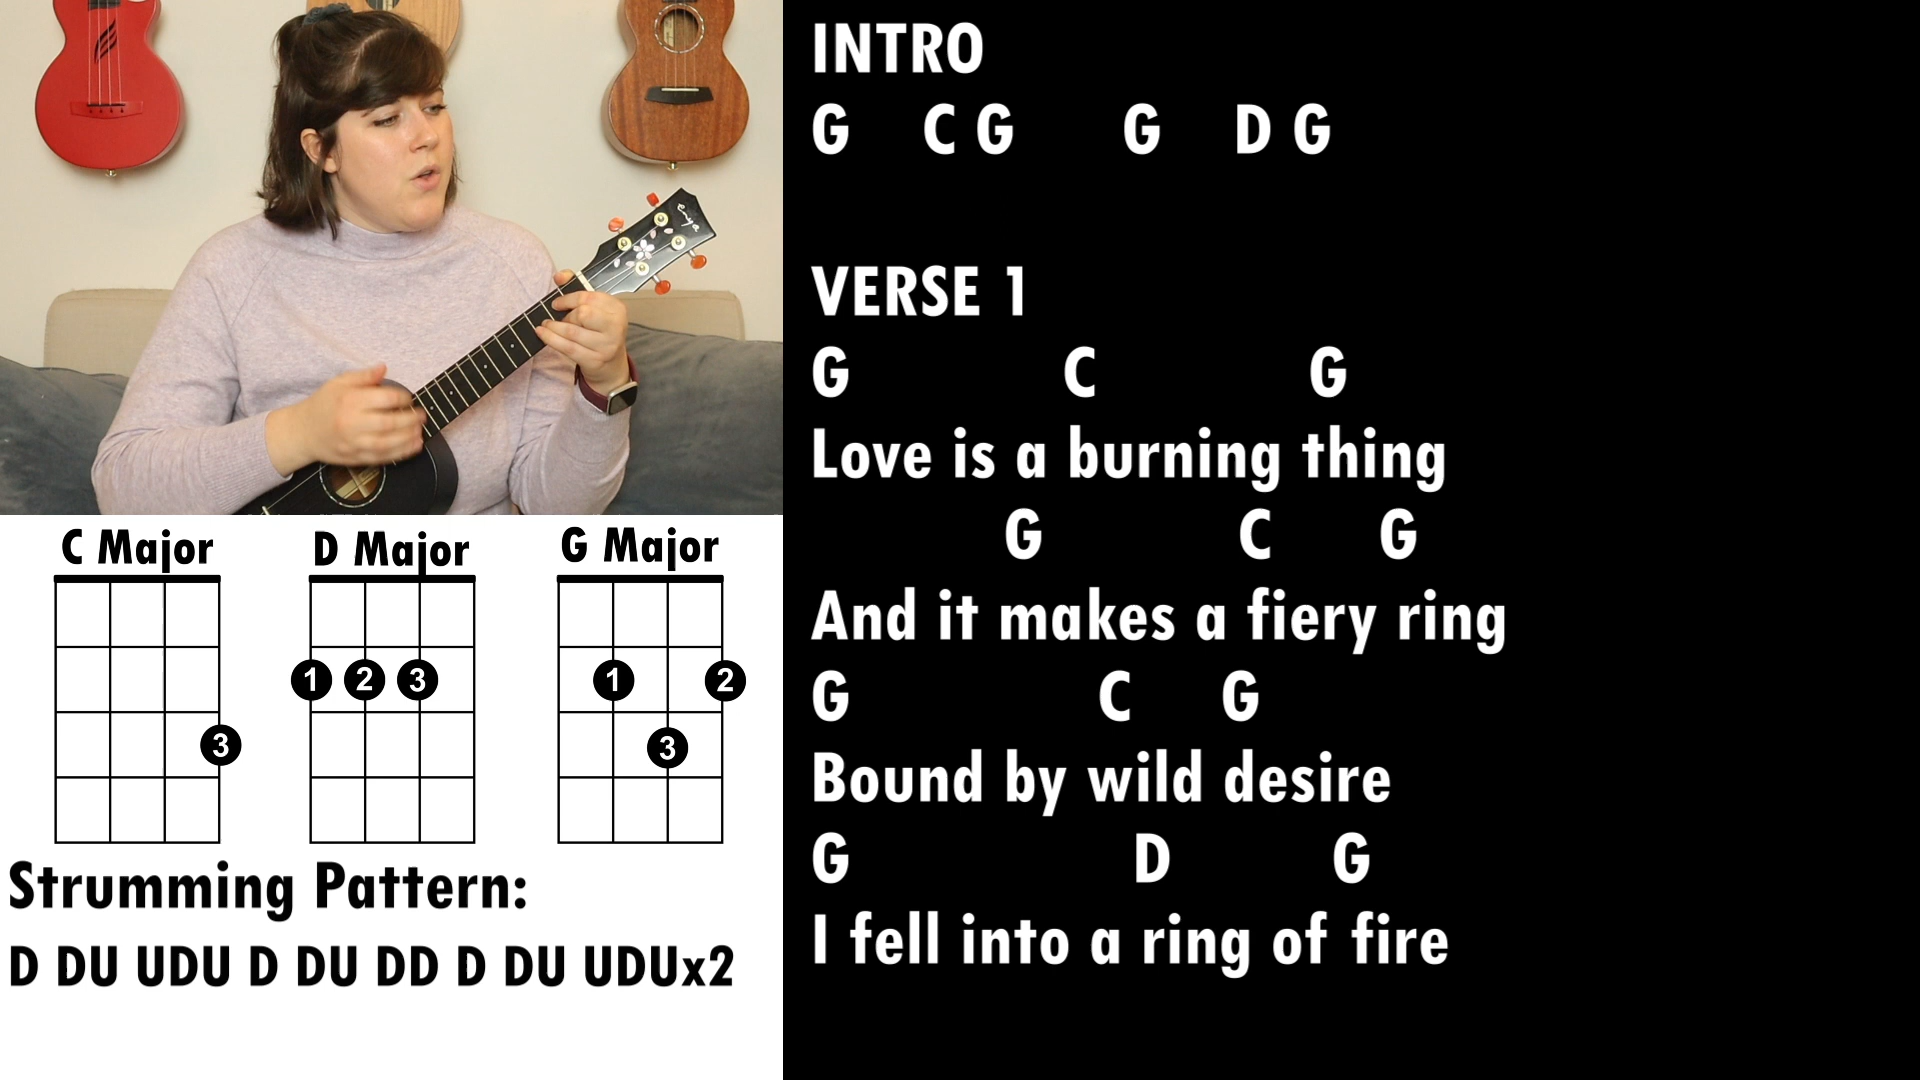 enya
C Major D Major G Major
3
1 2 3
1 2
3
Strumming Pattern:
D DU UDU D DU DD D DU UDUx2
INTRO
G C G G D G
VERSE 1
G C G
Love is a burning thing
G C G
And it makes a fiery ring
G C G
Bound by wild desire
G D G
I fell into a ring of fire